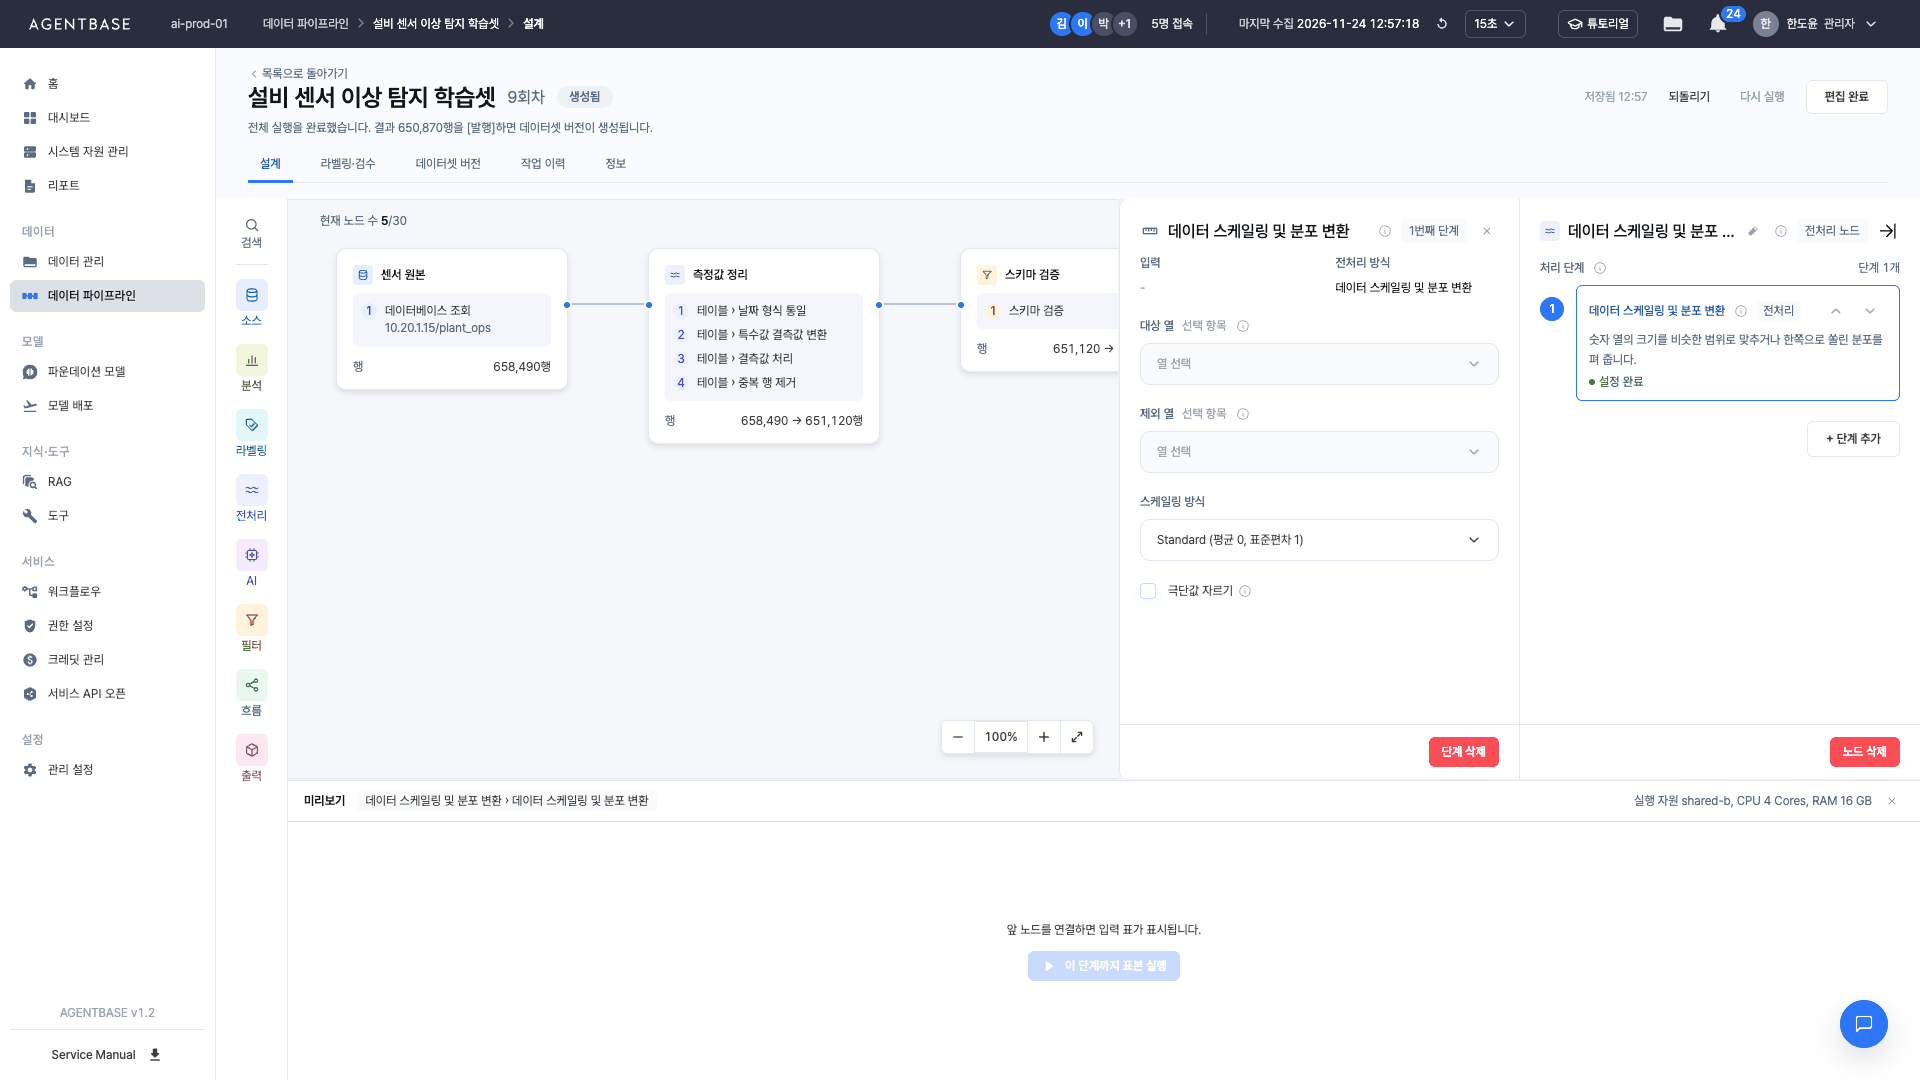 AGENTBASE
ai-prod-01
데이터 파이프라인 > 설비 센서 이상 탐지 학습셋 > 설계
김 이 박 +1 5명 접속
마지막 수집 2026-11-24 12:57:18
15초
튜토리얼
24
한 한도윤 관리자
홈
대시보드
시스템 자원 관리
리포트
데이터
데이터 관리
데이터 파이프라인
모델
파운데이션 모델
모델 배포
지식·도구
RAG
도구
서비스
워크플로우
권한 설정
크레딧 관리
서비스 API 오픈
설정
관리 설정
AGENTBASE v1.2
Service Manual
목록으로 돌아가기
설비 센서 이상 탐지 학습셋 9회차 생성됨
전체 실행을 완료했습니다. 결과 650,870행을 [발행]하면 데이터셋 버전이 생성됩니다.
저장됨 12:57 되돌리기 다시 실행 편집 완료
설계 라벨링·검수 데이터셋 버전 작업 이력 정보
검색
소스
분석
라벨링
전처리
AI
필터
흐름
출력
현재 노드 수 5/30
센서 원본
1 데이터베이스 조회
10.20.1.15/plant_ops
행 658,490행
측정값 정리
1 테이블 › 날짜 형식 통일
2 테이블 › 특수값 결측값 변환
3 테이블 › 결측값 처리
4 테이블 › 중복 행 제거
행 658,490 → 651,120행
스키마 검증
1 스키마 검증
행 651,120 →
100%
데이터 스케일링 및 분포 변환 1번째 단계
입력 전처리 방식
- 데이터 스케일링 및 분포 변환
대상 열 선택 항목
열 선택
제외 열 선택 항목
열 선택
스케일링 방식
Standard (평균 0, 표준편차 1)
극단값 자르기
단계 삭제
데이터 스케일링 및 분포 ... 전처리 노드
처리 단계 단계 1개
1 데이터 스케일링 및 분포 변환 전처리
숫자 열의 크기를 비슷한 범위로 맞추거나 한쪽으로 쏠린 분포를
펴 줍니다.
설정 완료
+ 단계 추가
노드 삭제
미리보기 데이터 스케일링 및 분포 변환 › 데이터 스케일링 및 분포 변환
실행 자원 shared-b, CPU 4 Cores, RAM 16 GB
앞 노드를 연결하면 입력 표가 표시됩니다.
이 단계까지 표본 실행